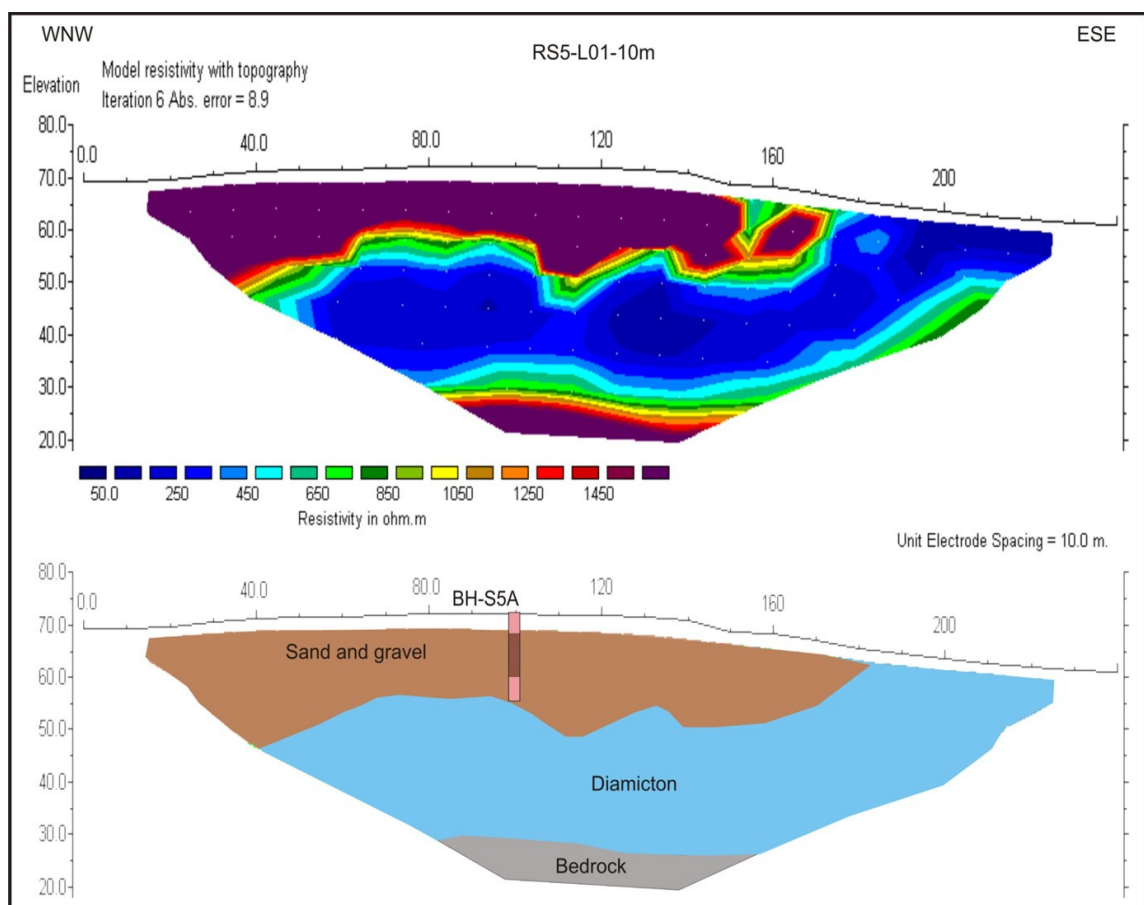 WNW
ESE
RS5-L01-10m
Model resistivity with topography
Elevation
Iteration 6 Abs. error = 8.9
80.0
0.0 40.0 80.0 120 160 200
70.0
60.0
50.0
40.0
30.0
20.0
50.0 250 450 650 850 1050 1250 1450
Resistivity in ohm.m
Unit Electrode Spacing = 10.0 m.
80.0
0.0 40.0 80.0 120 160 200
BH-S5A
70.0
Sand and gravel
60.0
50.0
40.0
Diamicton
30.0
Bedrock
20.0